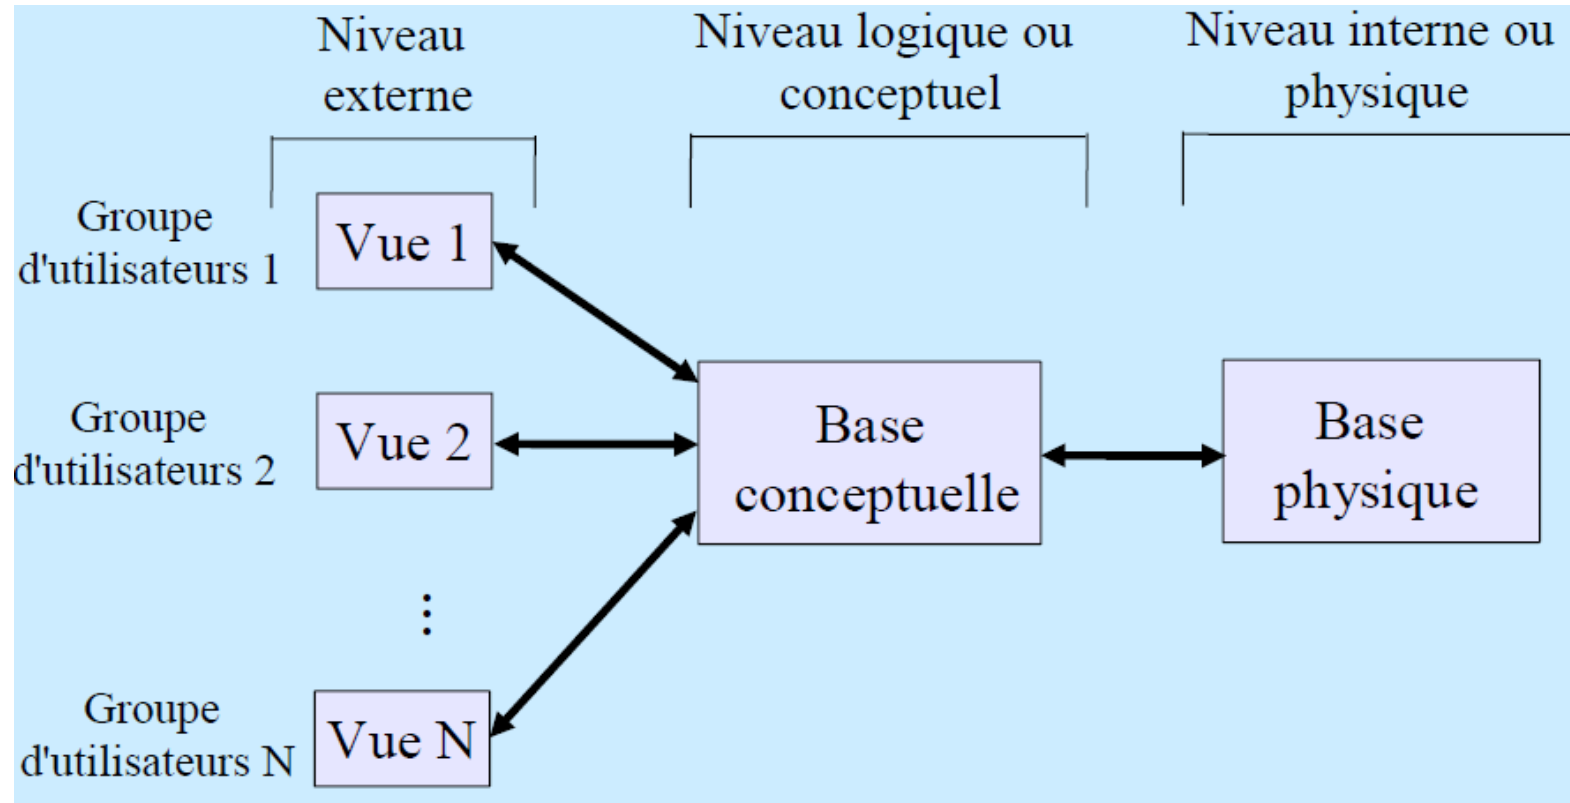 Niveau
externe
Niveau logique ou
conceptuel
Niveau interne ou
physique
Groupe
d'utilisateurs 1
Vue 1
Groupe
d'utilisateurs 2
Vue 2
Base
conceptuelle
Base
physique
⋮
Groupe
d'utilisateurs N
Vue N